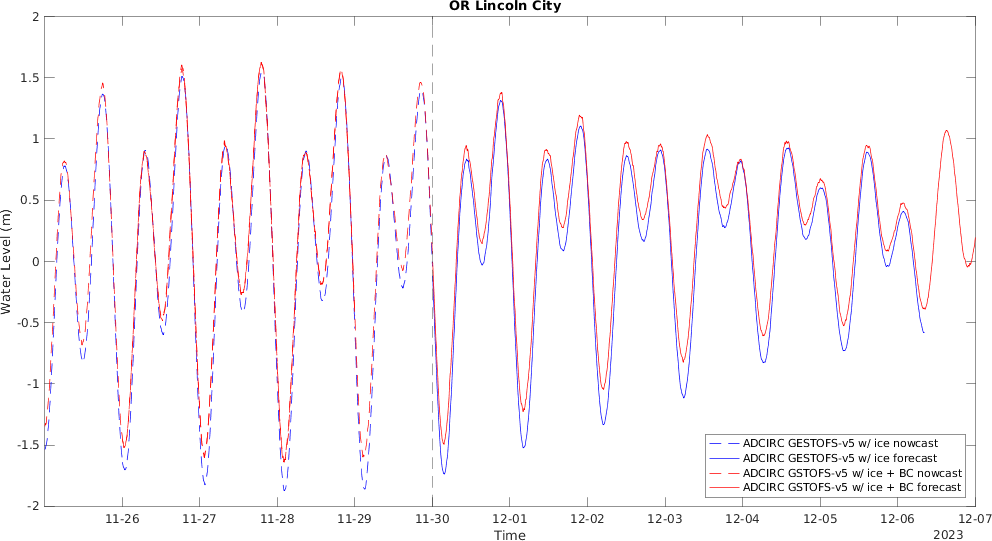 OR Lincoln City
2
1.5
1
0.5
0
-0.5
-1
-1.5
-2
Water Level (m)
11-26 11-27 11-28 11-29 11-30 12-01 12-02 12-03 12-04 12-05 12-06 12-07
Time
2023
ADCIRC GESTOFS-v5 w/ ice nowcast
ADCIRC GESTOFS-v5 w/ ice forecast
ADCIRC GSTOFS-v5 w/ ice + BC nowcast
ADCIRC GSTOFS-v5 w/ ice + BC forecast